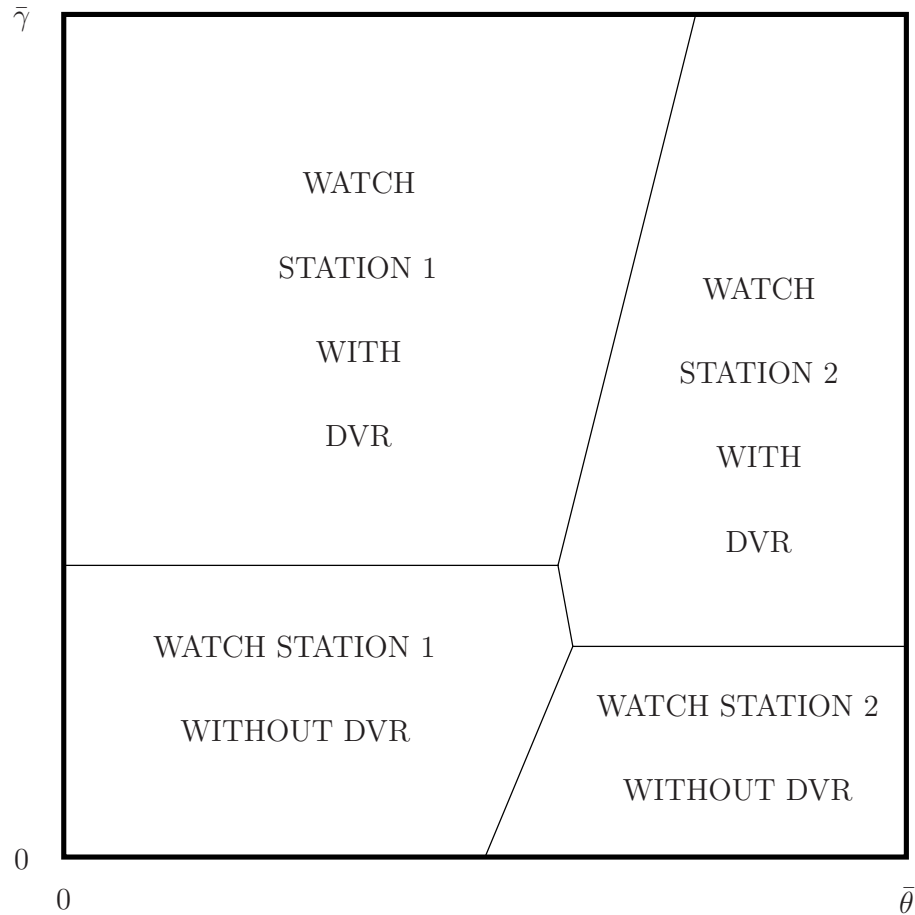 γ̄
WATCH
STATION 1
WITH
DVR
WATCH
STATION 2
WITH
DVR
WATCH STATION 1
WITHOUT DVR
WATCH STATION 2
WITHOUT DVR
0
0
θ̄